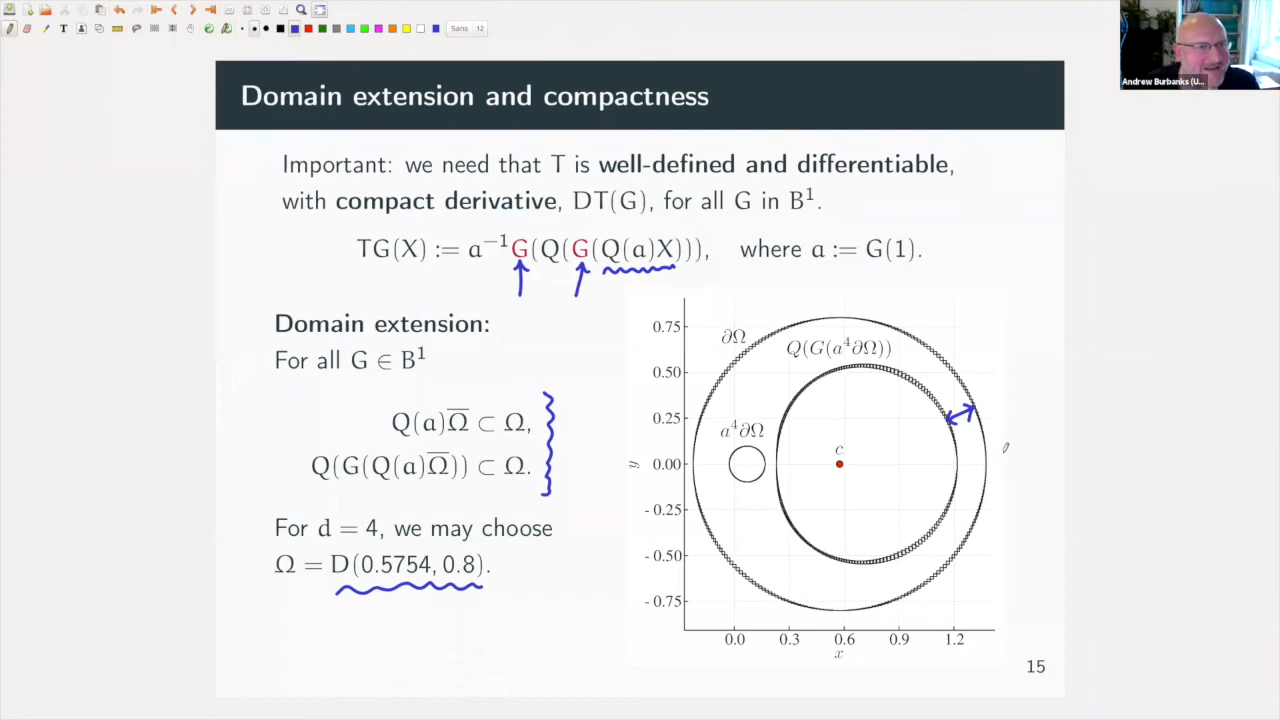 Sans 12
Andrew Burbanks (U...
Domain extension and compactness
Important: we need that T is well-defined and differentiable,
with compact derivative, DT(G), for all G in B¹.
TG(X) := a⁻¹G(Q(G(Q(a)X))), where a := G(1).
Domain extension:
For all G ∈ B¹
Q(a)Ω̅ ⊂ Ω,
Q(G(Q(a)Ω̅)) ⊂ Ω.
For d = 4, we may choose
Ω = D(0.5754, 0.8).
0.75
0.50
0.25
0.00
- 0.25
- 0.50
- 0.75
y
∂Ω
Q(G(a⁴∂Ω))
a⁴∂Ω
c
0.0 0.3 0.6 0.9 1.2
x
15